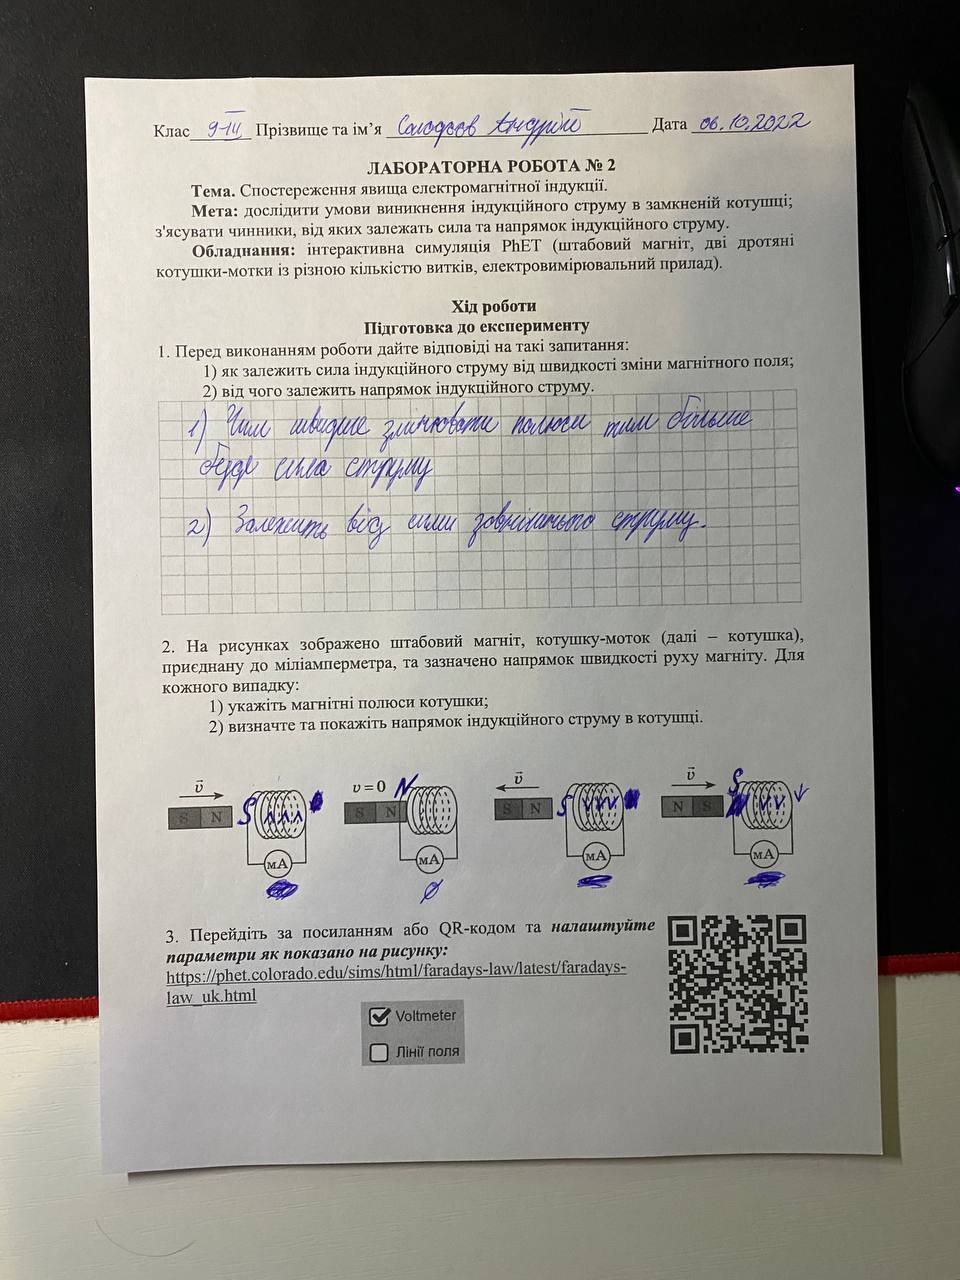 Клас 9-ІІІ Прізвище та ім’я Андрій Дата 06.10.2022
ЛАБОРАТОРНА РОБОТА № 2
Тема. Спостереження явища електромагнітної індукції.
Мета: дослідити умови виникнення індукційного струму в замкненій котушці;
з'ясувати чинники, від яких залежать сила та напрямок індукційного струму.
Обладнання: інтерактивна симуляція PhET (штабовий магніт, дві дротяні
котушки-мотки із різною кількістю витків, електровимірювальний прилад).
Хід роботи
Підготовка до експерименту
1. Перед виконанням роботи дайте відповіді на такі запитання:
1) як залежить сила індукційного струму від швидкості зміни магнітного поля;
2) від чого залежить напрямок індукційного струму.
1) Чим швидше змінювати полюси тим більше
буде сила струму
2) Залежить від сили зовнішнього струму.
2. На рисунках зображено штабовий магніт, котушку-моток (далі – котушка),
приєднану до міліамперметра, та зазначено напрямок швидкості руху магніту. Для
кожного випадку:
1) укажіть магнітні полюси котушки;
2) визначте та покажіть напрямок індукційного струму в котушці.
v υ = 0 N v v S
S N S S N S N S N S
мА мА мА мА
3. Перейдіть за посиланням або QR-кодом та налаштуйте
параметри як показано на рисунку:
https://phet.colorado.edu/sims/html/faradays-law/latest/faradays-
law_uk.html
Voltmeter
Лінії поля